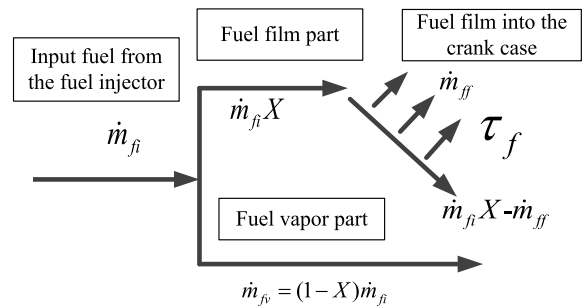 Input fuel from
the fuel injector
ṁ_fi
Fuel film part
ṁ_fi X
Fuel film into the
crank case
ṁ_ff
τ_f
ṁ_fi X-ṁ_ff
Fuel vapor part
ṁ_fv = (1−X)ṁ_fi